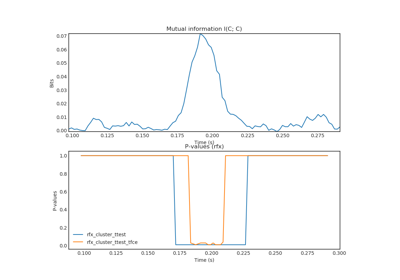 Mutual information I(C; C)
0.07
0.06
0.05
0.04
0.03
0.02
0.01
0.00
Bits
0.100 0.125 0.150 0.175 0.200 0.225 0.250 0.275
Time (s)
P-values (rfx)
1.0
0.8
0.6
0.4
0.2
0.0
P-values
rfx_cluster_ttest
rfx_cluster_ttest_tfce
0.100 0.125 0.150 0.175 0.200 0.225 0.250 0.275 0.300
Time (s)